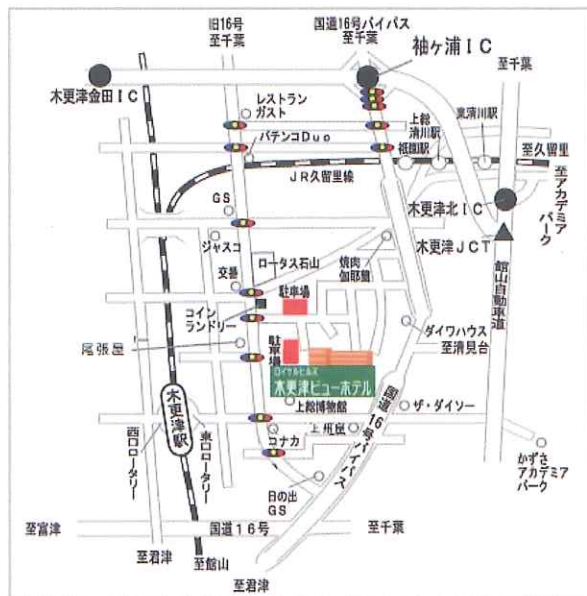 旧16号
至千葉
国道16号バイパス
至千葉
袖ヶ浦IC
至千葉
木更津金田IC
レストラン
ガスト
パチンコDuo
上総
清川駅
祇園駅
東清川駅
至久留里
JR久留里線
至アカデミア
パーク
木更津北IC
木更津JCT
館山自動車道
GS
ジャスコ
交番
ロータス石山
焼肉
伽耶館
コイン
ランドリー
駐車場
ダイワハウス
至清見台
尾張屋
駐車場
ロイヤルヒルズ
木更津ビューホテル
国道16号バイパス
木更津駅
西口ロータリー
東口ロータリー
上総博物館
ザ・ダイソー
コナカ
かずさ
アカデミア
パーク
日の出
GS
至富津
国道16号
至千葉
至君津
至館山
至君津